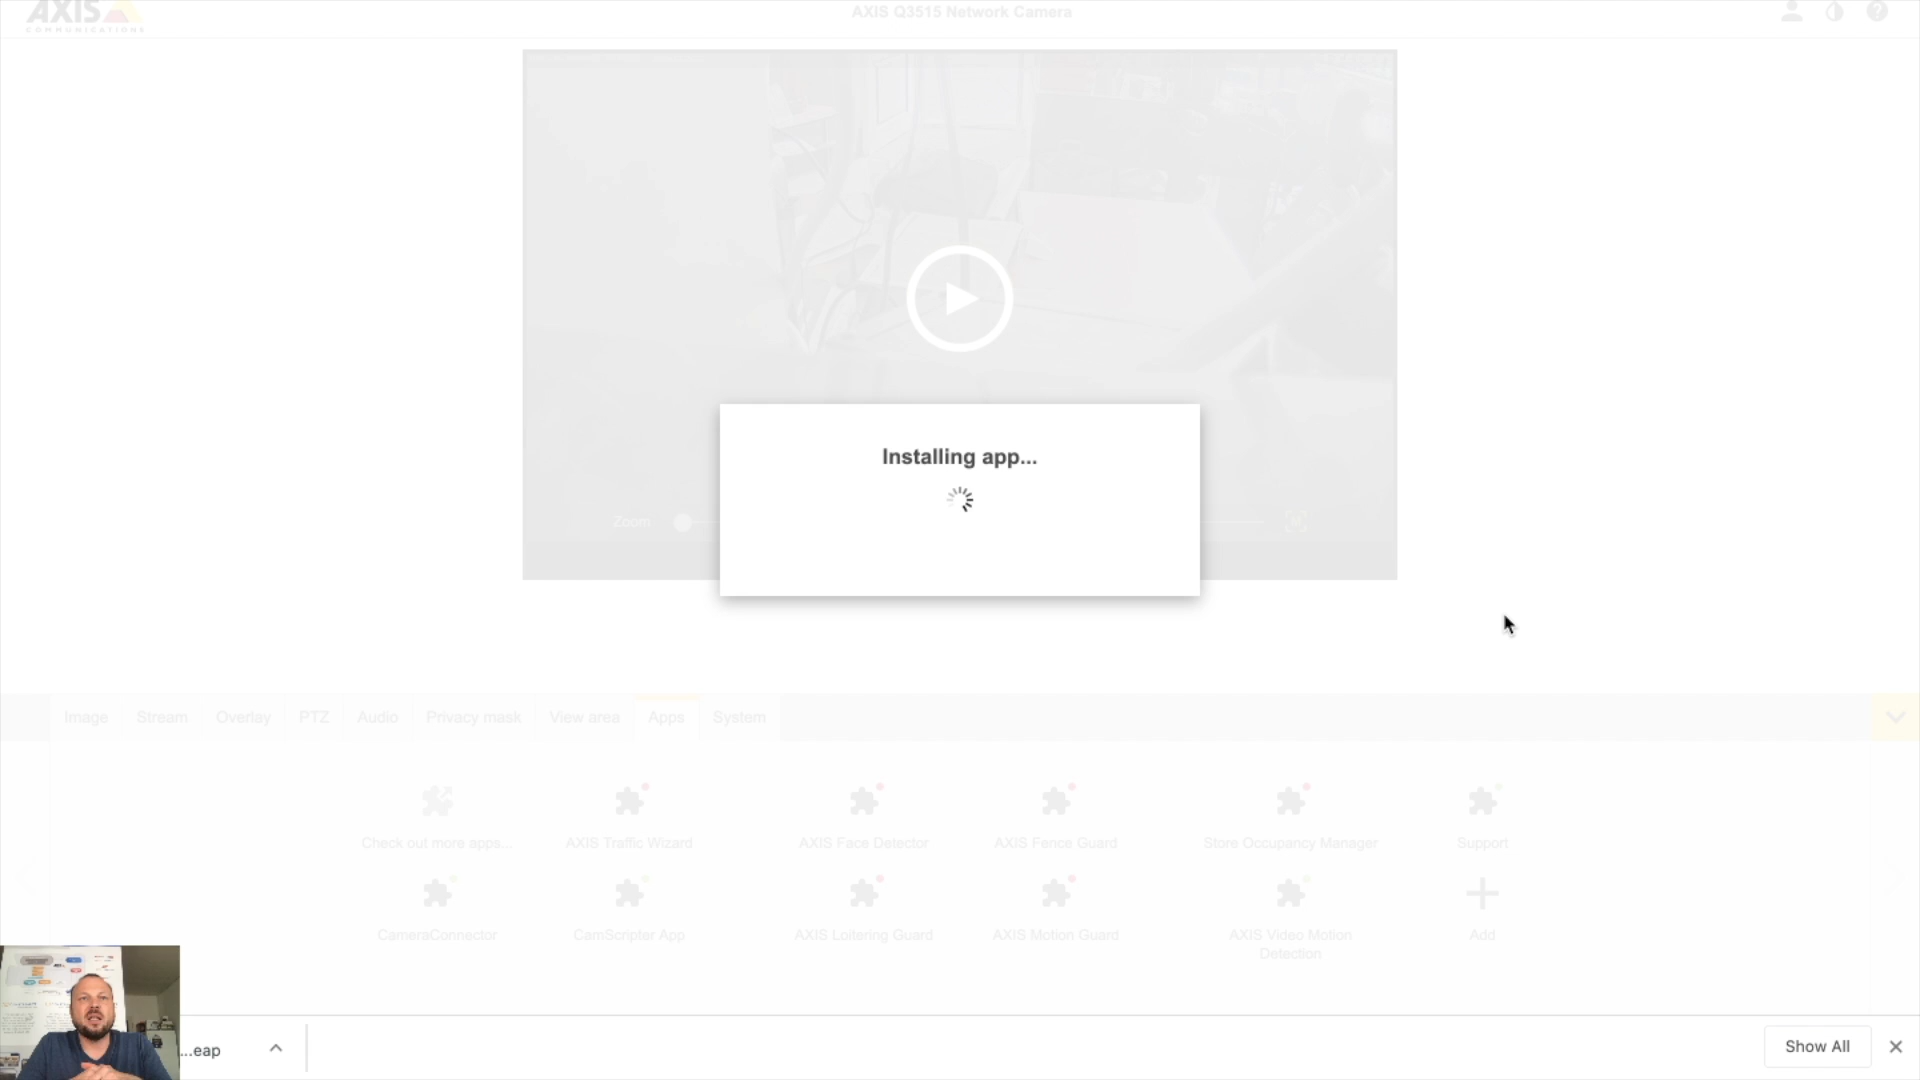 AXIS
COMMUNICATIONS
AXIS Q3515 Network Camera
Installing app...
Zoom
Image
Stream
Overlay
PTZ
Audio
Privacy mask
View area
Apps
System
Check out more apps...
AXIS Traffic Wizard
AXIS Face Detector
AXIS Fence Guard
Store Occupancy Manager
Support
CameraConnector
CamScripter App
AXIS Loitering Guard
AXIS Motion Guard
AXIS Video Motion
Detection
Add
...eap
Show All